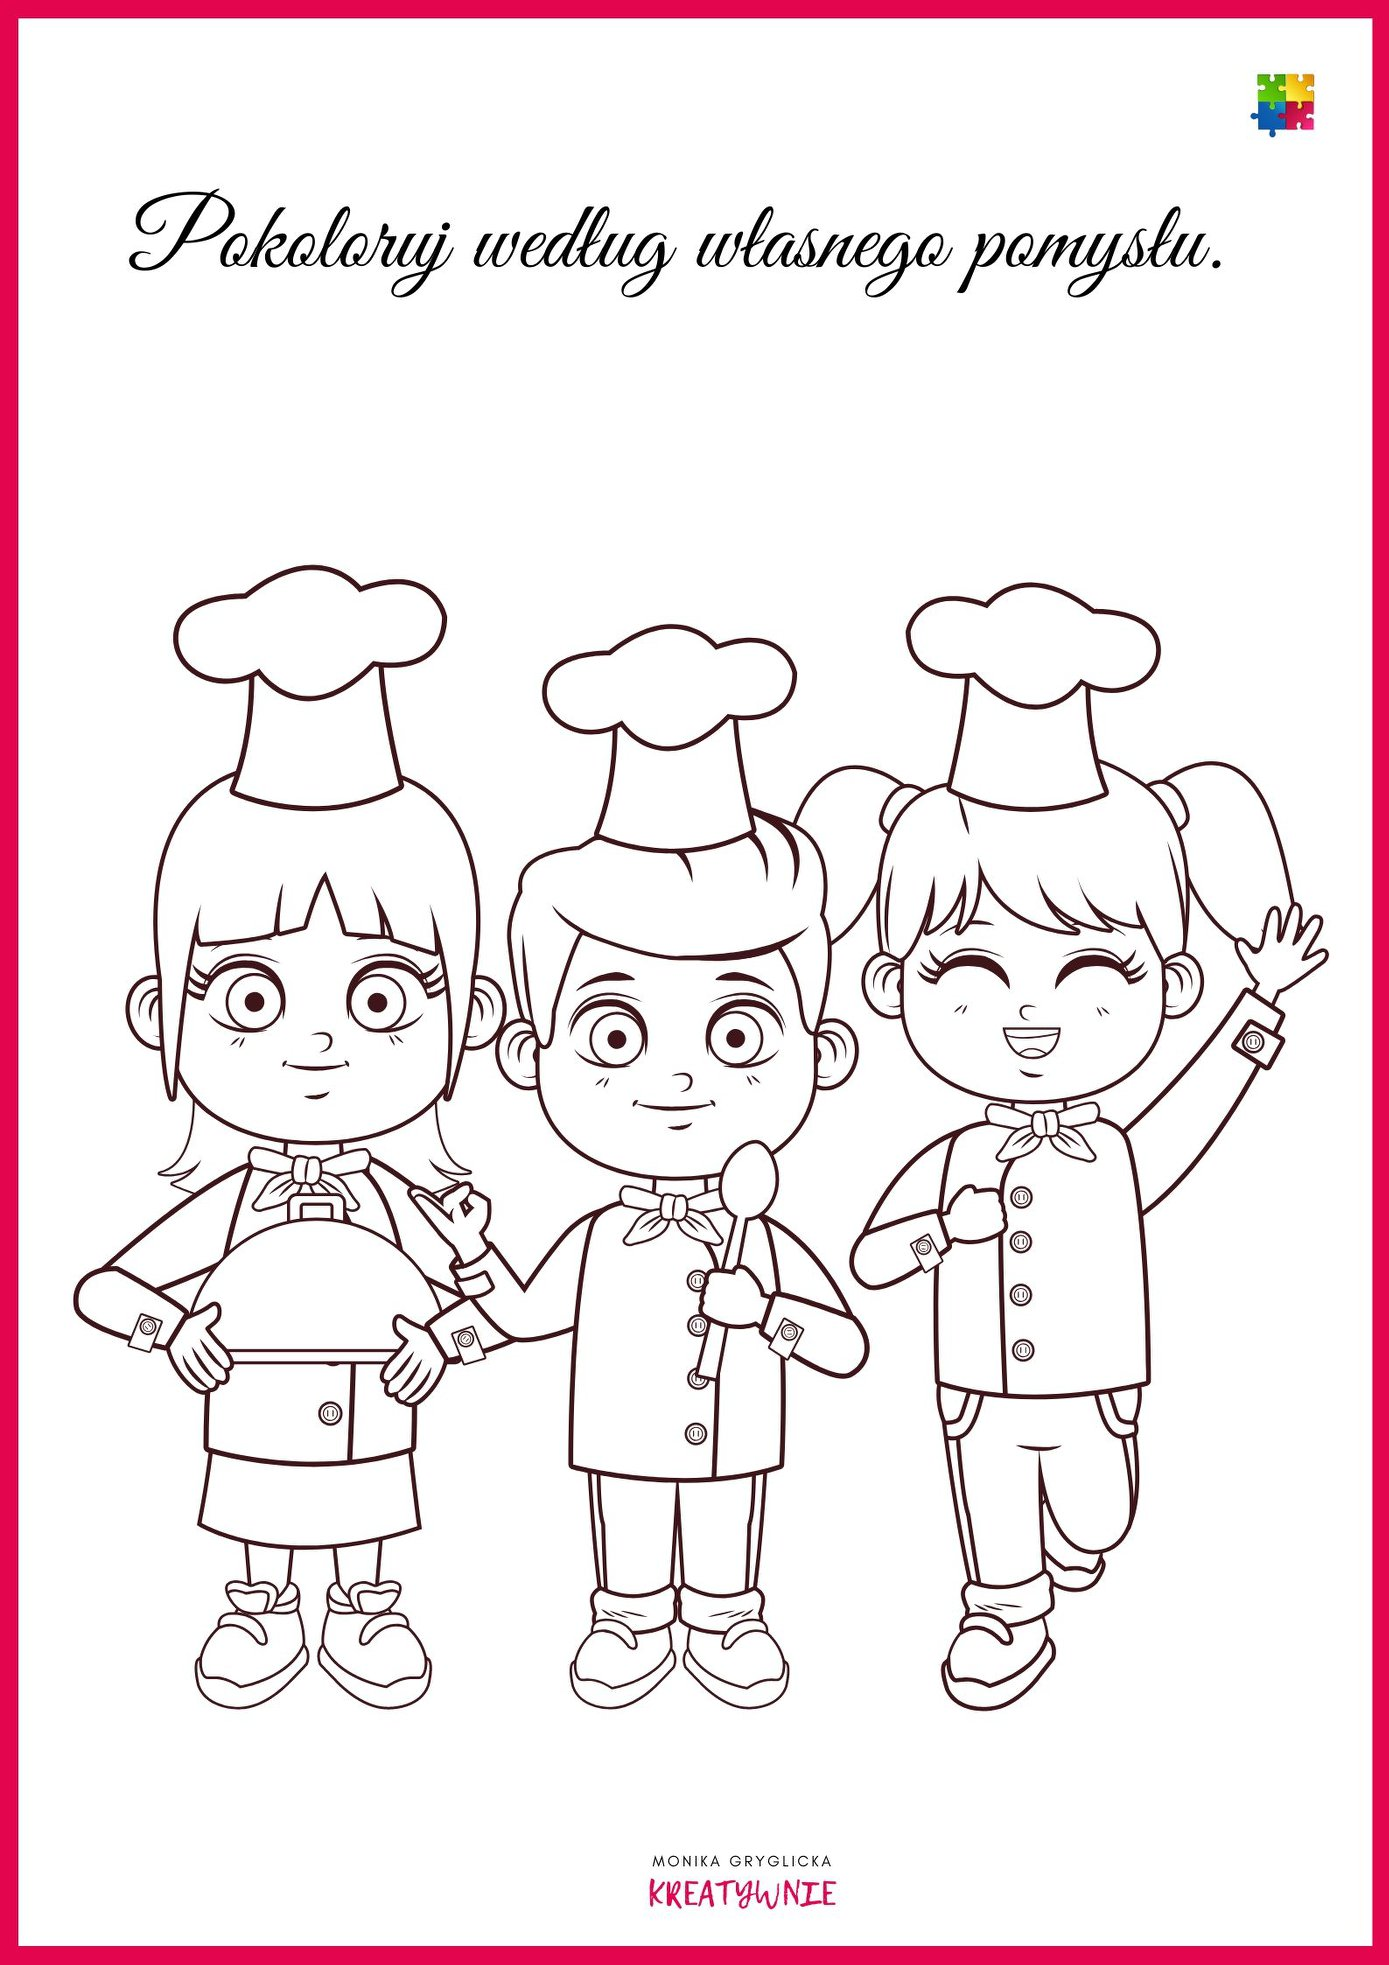 Pokoloruj według własnego pomysłu.
MONIKA GRYGLICKA
KREATYWNIE